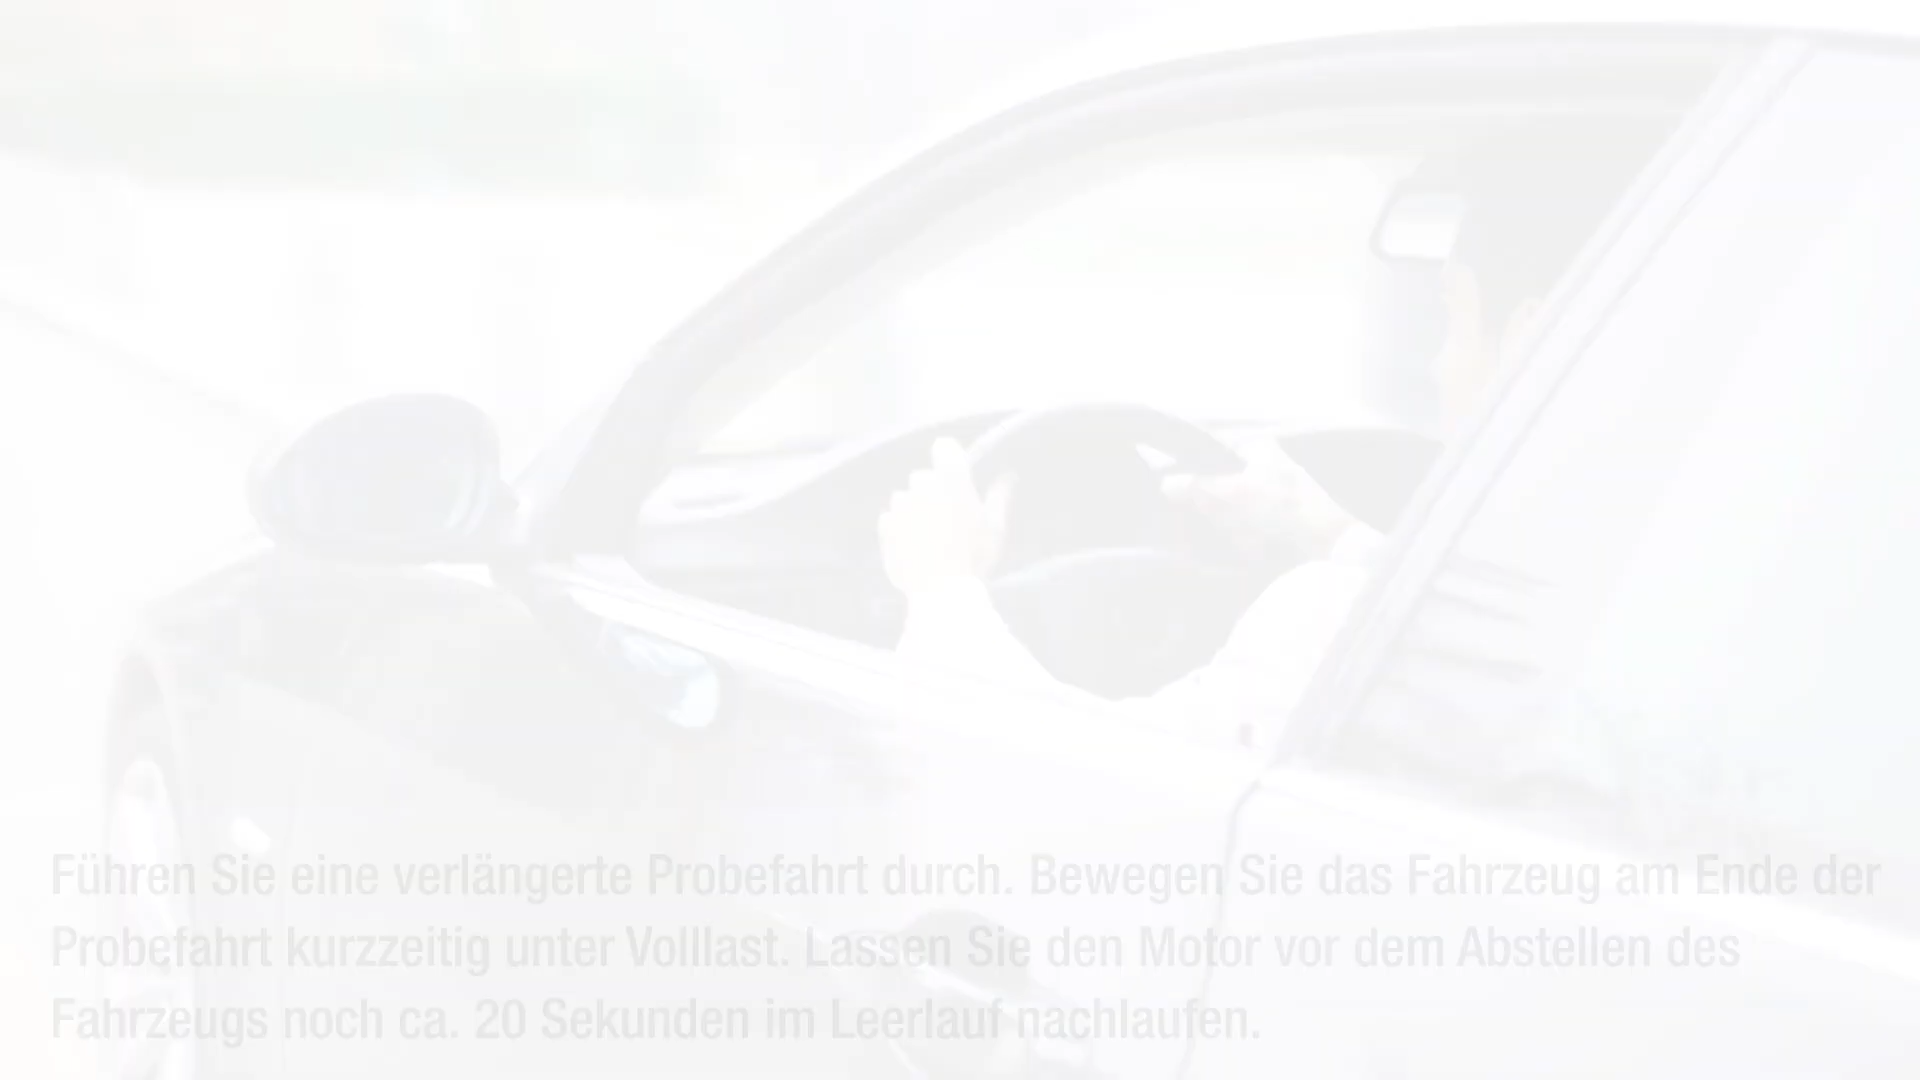 Führen Sie eine verlängerte Probefahrt durch. Bewegen Sie das Fahrzeug am Ende der
Probefahrt kurzzeitig unter Volllast. Lassen Sie den Motor vor dem Abstellen des
Fahrzeugs noch ca. 20 Sekunden im Leerlauf nachlaufen.